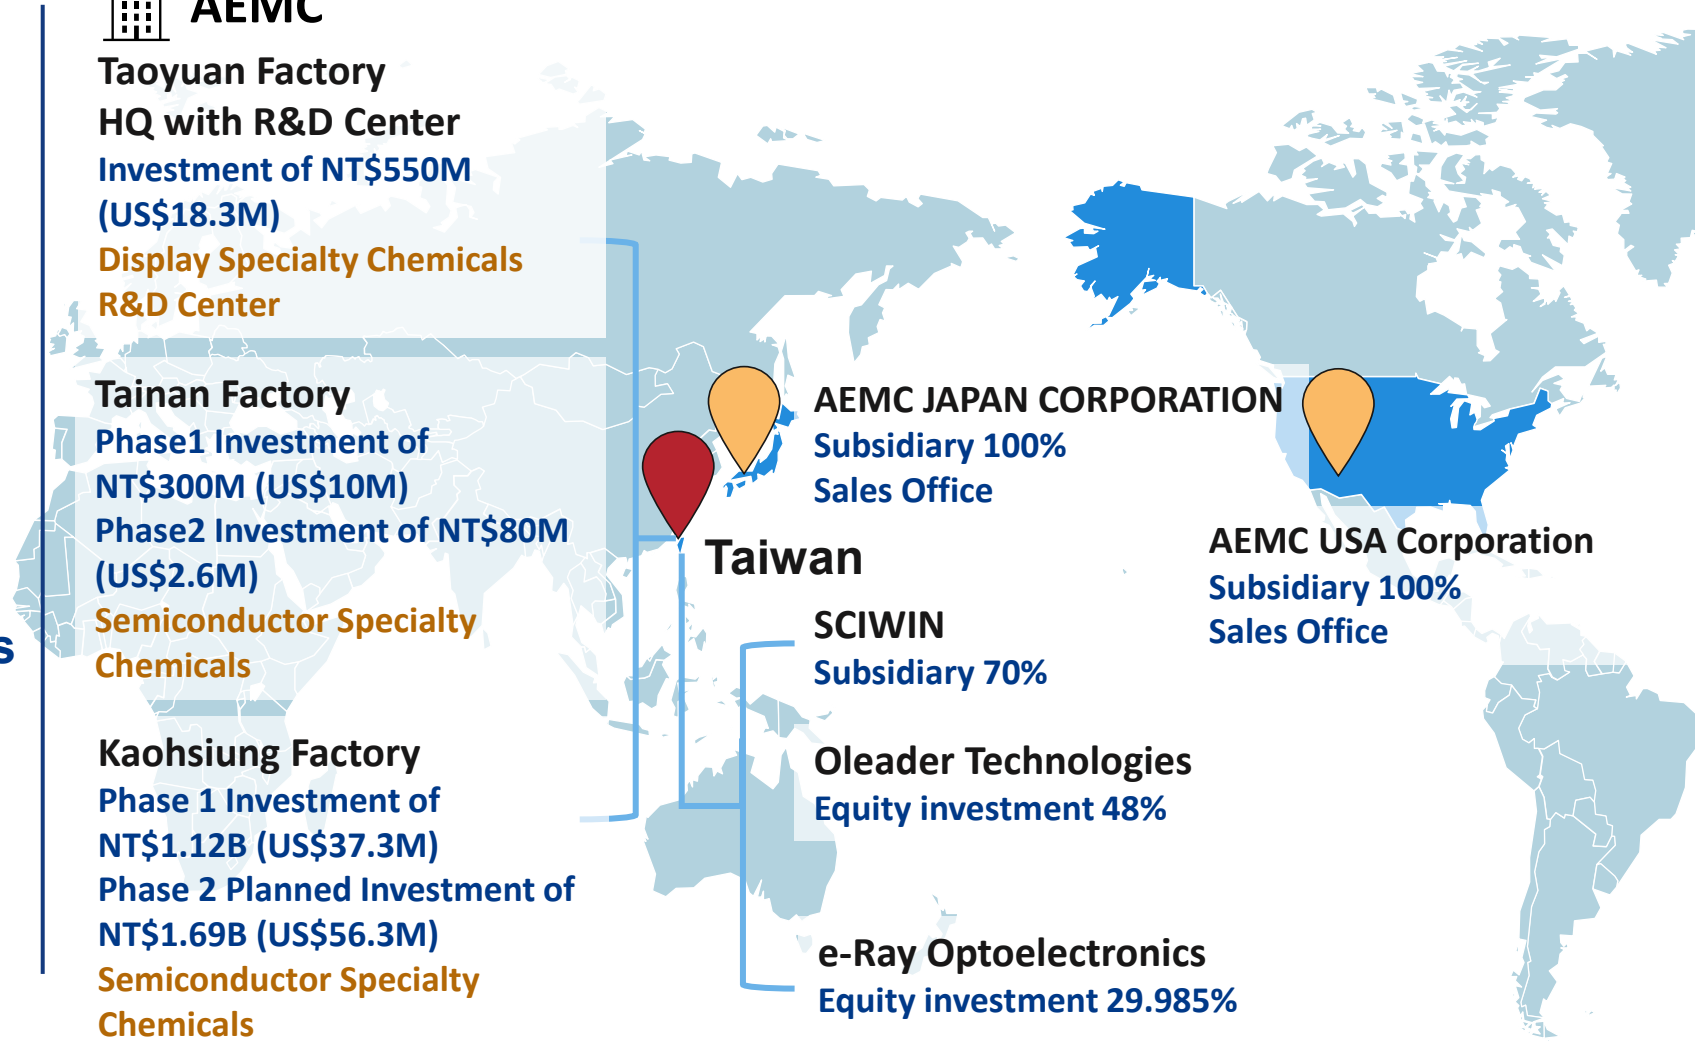 AEMC
Taoyuan Factory
HQ with R&D Center
Investment of NT$550M
(US$18.3M)
Display Specialty Chemicals
R&D Center
Tainan Factory
Phase1 Investment of
NT$300M (US$10M)
Phase2 Investment of NT$80M
(US$2.6M)
Semiconductor Specialty
Chemicals
s
Kaohsiung Factory
Phase 1 Investment of
NT$1.12B (US$37.3M)
Phase 2 Planned Investment of
NT$1.69B (US$56.3M)
Semiconductor Specialty
Chemicals
AEMC JAPAN CORPORATION
Subsidiary 100%
Sales Office
Taiwan
SCIWIN
Subsidiary 70%
Oleader Technologies
Equity investment 48%
e-Ray Optoelectronics
Equity investment 29.985%
AEMC USA Corporation
Subsidiary 100%
Sales Office